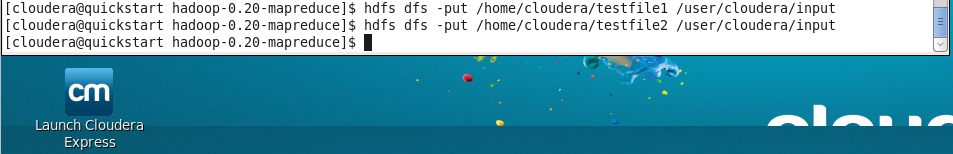 [cloudera@quickstart hadoop-0.20-mapreduce]$ hdfs dfs -put /home/cloudera/testfile1 /user/cloudera/input
[cloudera@quickstart hadoop-0.20-mapreduce]$ hdfs dfs -put /home/cloudera/testfile2 /user/cloudera/input
[cloudera@quickstart hadoop-0.20-mapreduce]$
cm
Launch Cloudera
Express